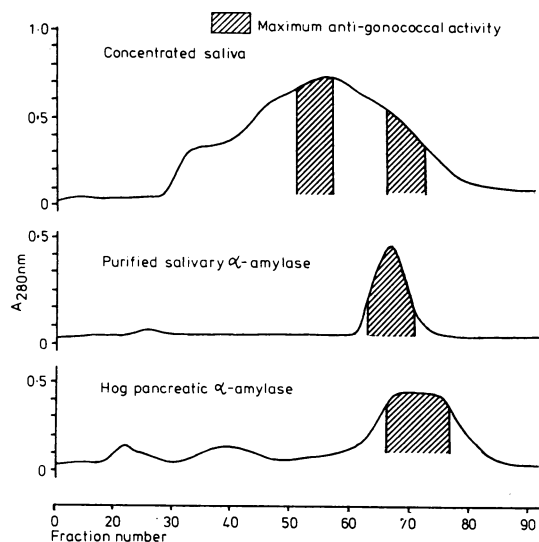 Maximum anti-gonococcal activity
Concentrated saliva
1.0
0.5
0
Purified salivary α-amylase
0.5
0
A280nm
Hog pancreatic α-amylase
0.5
0
0 10 20 30 40 50 60 70 80 90
Fraction number